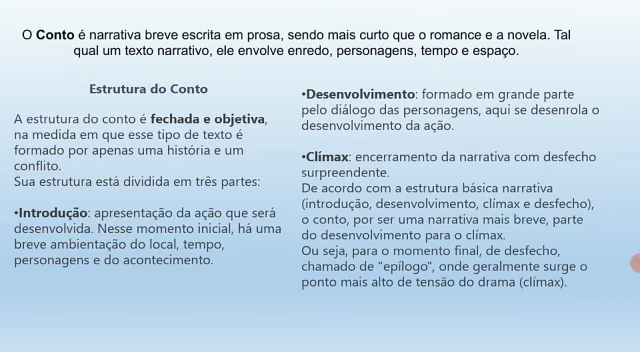 O Conto é narrativa breve escrita em prosa, sendo mais curto que o romance e a novela. Tal
qual um texto narrativo, ele envolve enredo, personagens, tempo e espaço.
Estrutura do Conto
A estrutura do conto é fechada e objetiva,
na medida em que esse tipo de texto é
formado por apenas uma história e um
conflito.
Sua estrutura está dividida em três partes:
•Introdução: apresentação da ação que será
desenvolvida. Nesse momento inicial, há uma
breve ambientação do local, tempo,
personagens e do acontecimento.
•Desenvolvimento: formado em grande parte
pelo diálogo das personagens, aqui se desenrola o
desenvolvimento da ação.
•Clímax: encerramento da narrativa com desfecho
surpreendente.
De acordo com a estrutura básica narrativa
(introdução, desenvolvimento, clímax e desfecho),
o conto, por ser uma narrativa mais breve, parte
do desenvolvimento para o clímax.
Ou seja, para o momento final, de desfecho,
chamado de "epílogo", onde geralmente surge o
ponto mais alto de tensão do drama (clímax).